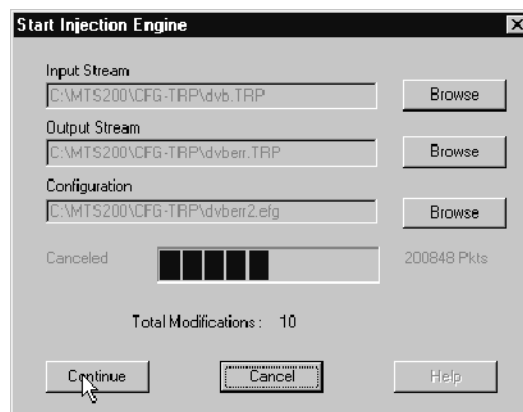 Start Injection Engine
Input Stream
C:\MTS200\CFG-TRP\dvb.TRP
Browse
Output Stream
C:\MTS200\CFG-TRP\dvberr.TRP
Browse
Configuration
C:\MTS200\CFG-TRP\dvberr2.efg
Browse
Canceled
200848 Pkts
Total Modifications : 10
Continue
Cancel
Help